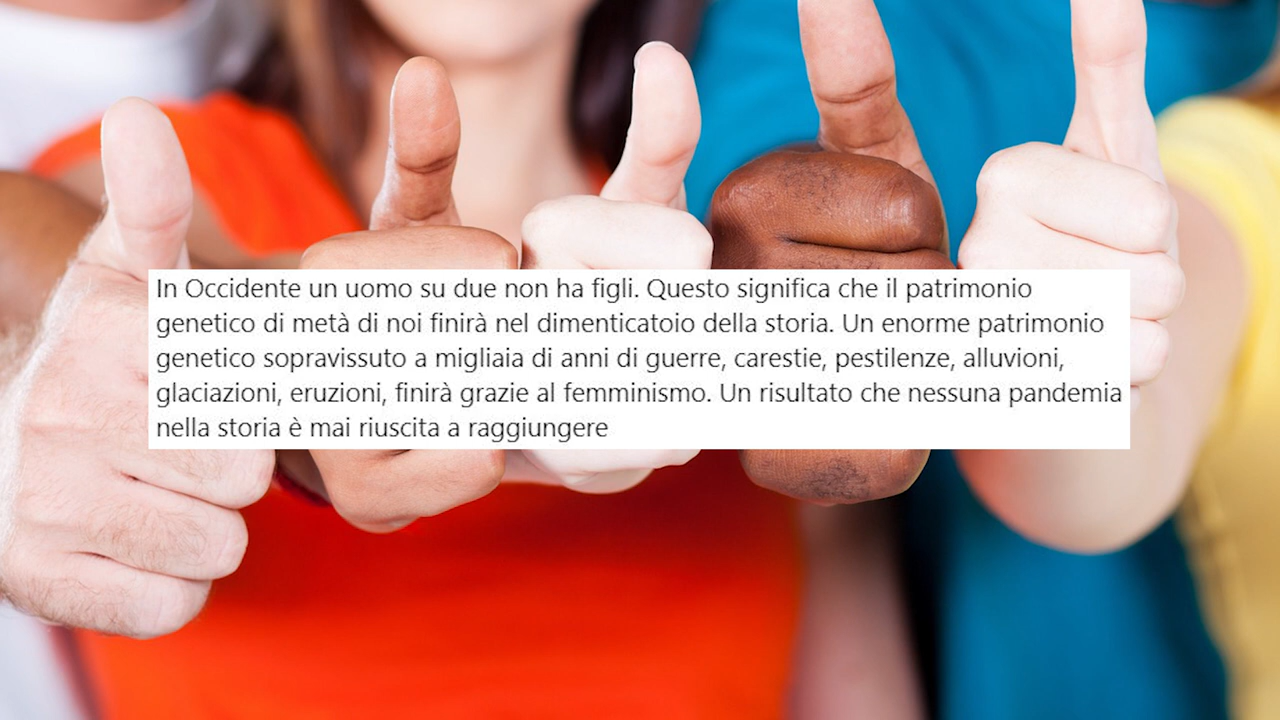 In Occidente un uomo su due non ha figli. Questo significa che il patrimonio
genetico di metà di noi finirà nel dimenticatoio della storia. Un enorme patrimonio
genetico sopravissuto a migliaia di anni di guerre, carestie, pestilenze, alluvioni,
glaciazioni, eruzioni, finirà grazie al femminismo. Un risultato che nessuna pandemia
nella storia è mai riuscita a raggiungere